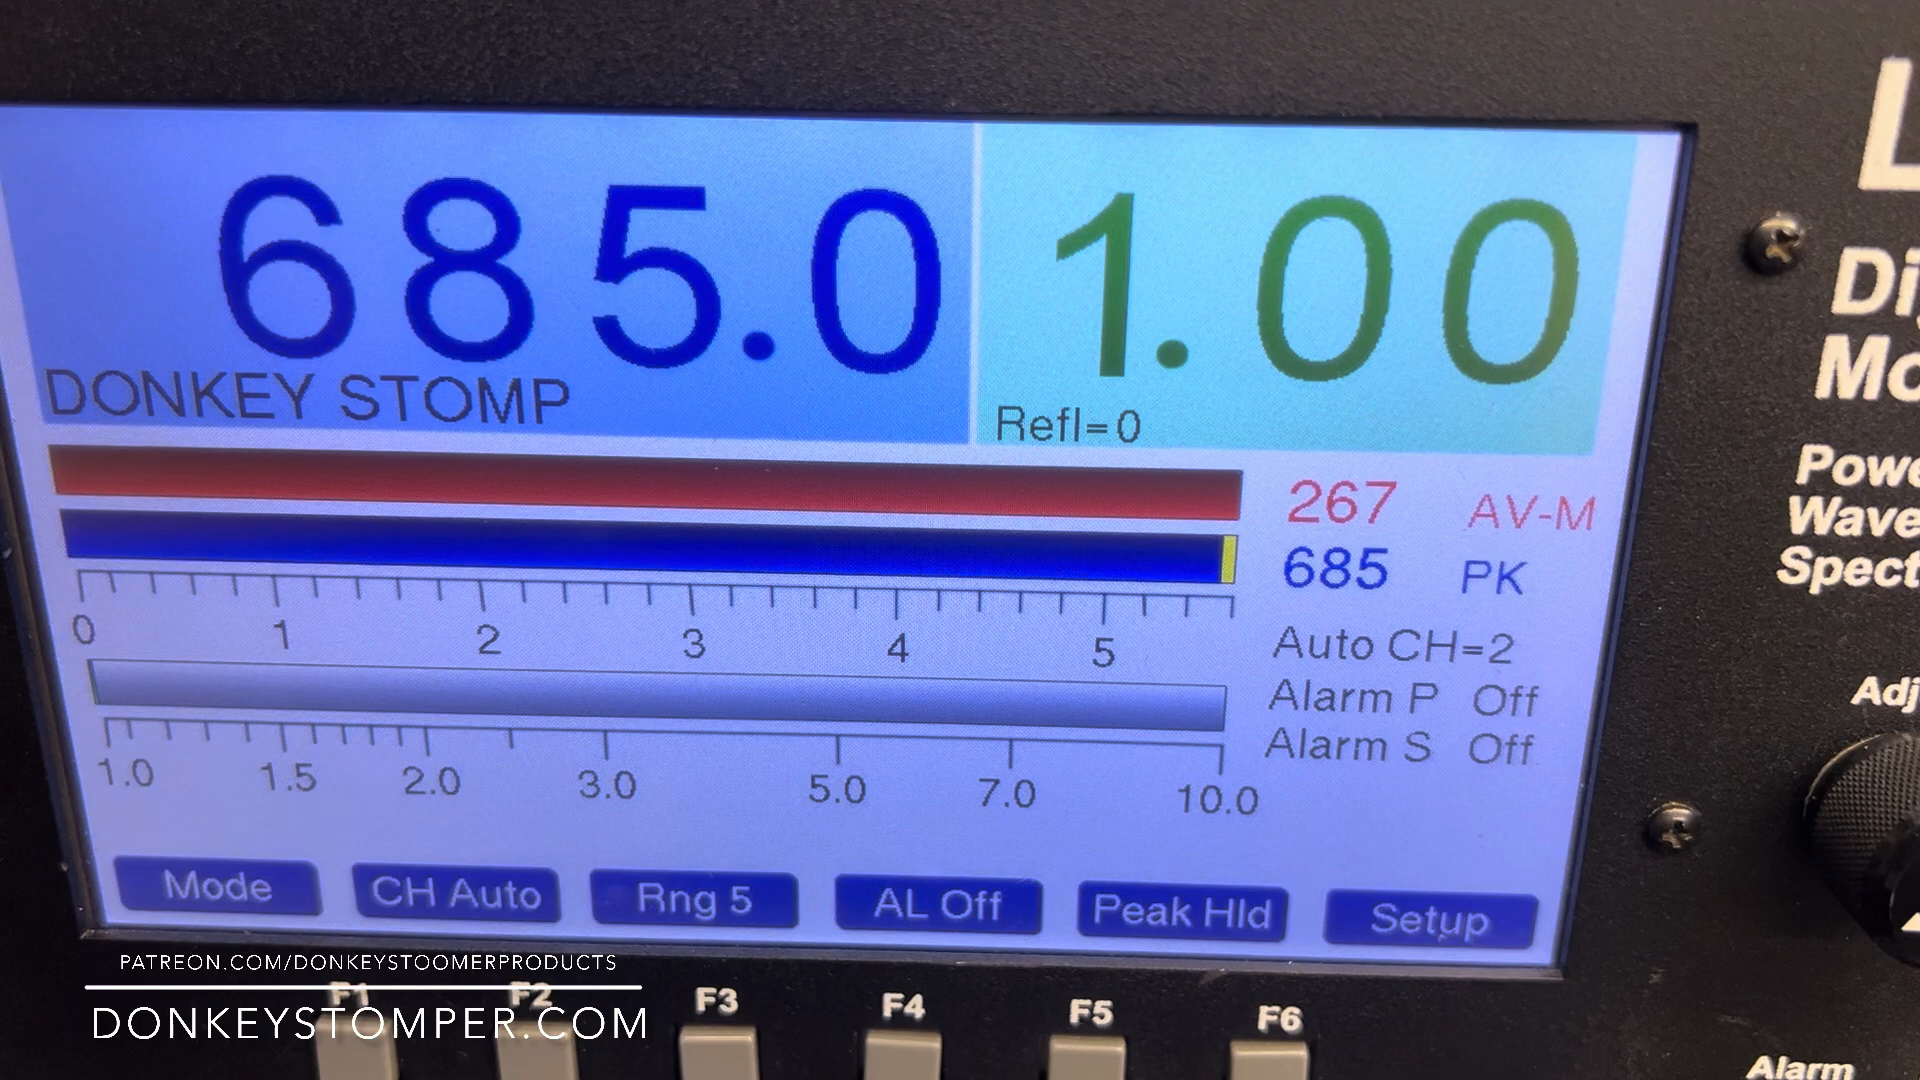 685.0
1.00
DONKEY STOMP
Refl=0
267 AV-M
685 PK
0 1 2 3 4 5
Auto CH=2
Alarm P Off
Alarm S Off
1.0 1.5 2.0 3.0 5.0 7.0 10.0
Mode CH Auto Rng 5 AL Off Peak Hld Setup
F1 F2 F3 F4 F5 F6
PATREON.COM/DONKEYSTOOMERPRODUCTS
DONKEYSTOMPER.COM
L
Di
Mo
Powe
Wave
Spect
Adj
Alarm